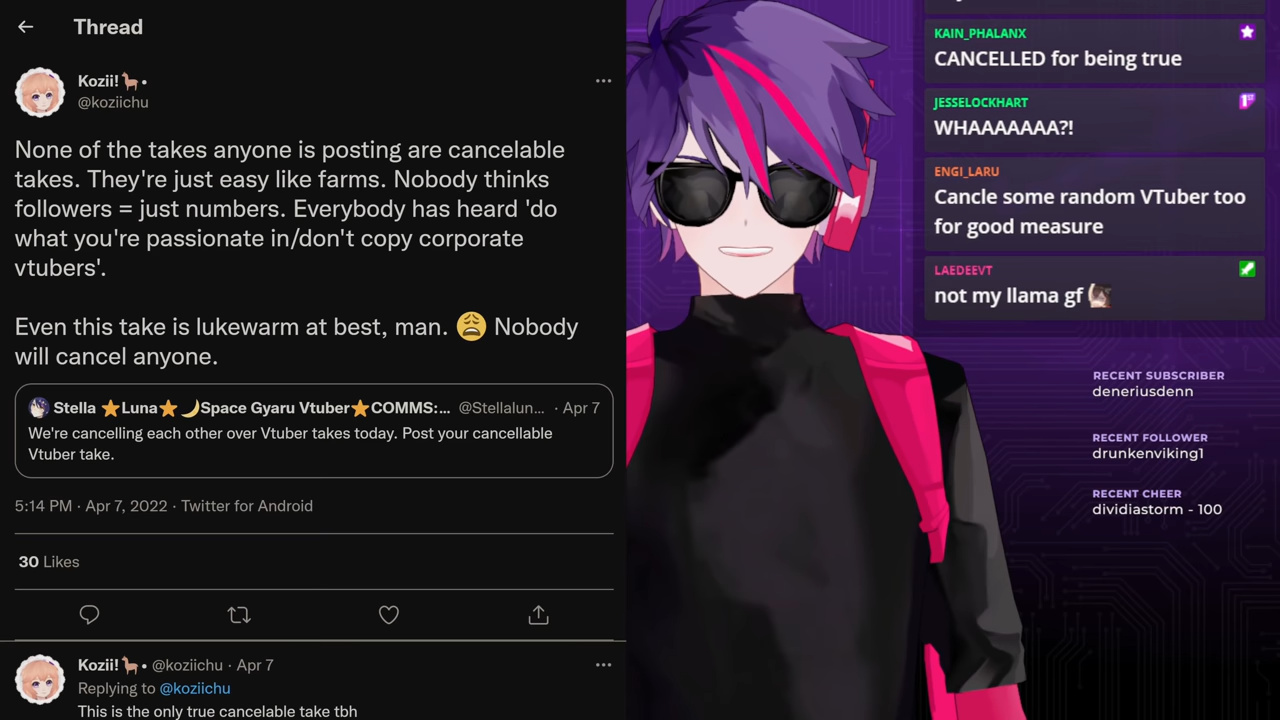 Thread
Kozii! 🦙 •
@koziichu
None of the takes anyone is posting are cancelable
takes. They're just easy like farms. Nobody thinks
followers = just numbers. Everybody has heard 'do
what you're passionate in/don't copy corporate
vtubers'.
Even this take is lukewarm at best, man. 😩 Nobody
will cancel anyone.
Stella ⭐Luna⭐ 🌙Space Gyaru Vtuber⭐COMMS:... @Stellalun... · Apr 7
We're cancelling each other over Vtuber takes today. Post your cancellable
Vtuber take.
5:14 PM · Apr 7, 2022 · Twitter for Android
30 Likes
Kozii! 🦙 • @koziichu · Apr 7
Replying to @koziichu
This is the only true cancelable take tbh
KAIN_PHALANX
CANCELLED for being true
JESSELOCKHART
1st
WHAAAAAAA?!
ENGI_LARU
Cancle some random VTuber too
for good measure
LAEDEEVT
not my llama gf
RECENT SUBSCRIBER
deneriusdenn
RECENT FOLLOWER
drunkenviking1
RECENT CHEER
dividiastorm - 100